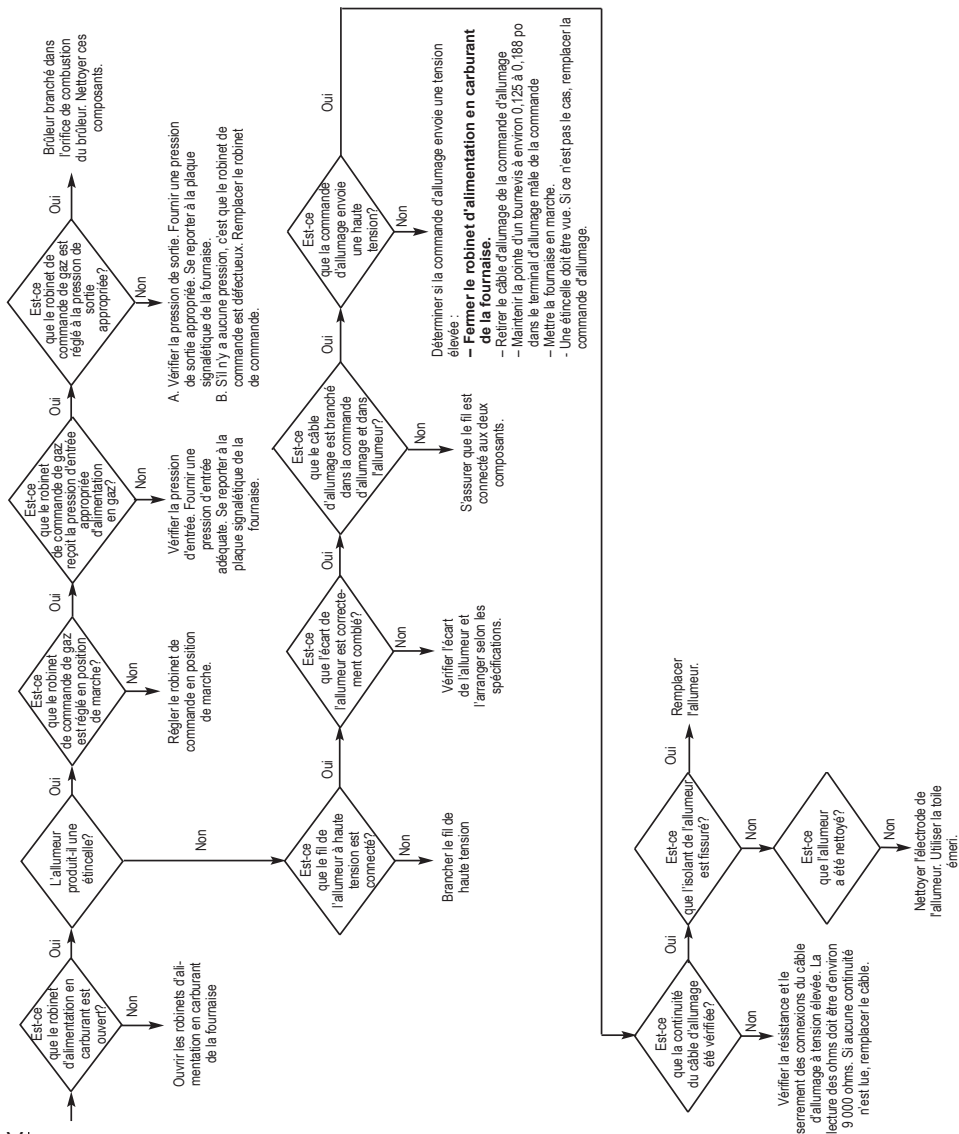 Est-ce
que le robinet
d'alimentation en
carburant est
ouvert?
Oui
Non
Ouvrir les robinets d'ali-
mentation en carburant
de la fournaise
L'allumeur
produit-il une
étincelle?
Oui
Non
Est-ce
que le robinet
de commande de gaz
est réglé en position
de marche?
Oui
Non
Régler le robinet de
commande en position
de marche.
Est-ce
que le robinet
de commande de gaz
reçoit la pression d'entrée
appropriée
d'alimentation
en gaz?
Oui
Non
Vérifier la pression
d'entrée. Fournir une
pression d'entrée
adéquate. Se reporter à la
plaque signalétique de la
fournaise.
Est-ce
que le robinet de
commande de gaz est
réglé à la pression de
sortie
appropriée?
Oui
Non
Brûleur branché dans
l'orifice de combustion
du brûleur. Nettoyer ces
composants.
A. Vérifier la pression de sortie. Fournir une pression
de sortie appropriée. Se reporter à la plaque
signalétique de la fournaise.
B. S'il n'y a aucune pression, c'est que le robinet de
commande est défectueux. Remplacer le robinet
de commande.
Est-ce
que le fil de
l'allumeur à haute
tension est
connecté?
Oui
Non
Brancher le fil de
haute tension
Est-ce
que l'écart de
l'allumeur est correcte-
ment comblé?
Oui
Non
Vérifier l'écart
de l'allumeur et
l'arranger selon les
spécifications.
Est-ce
que le câble
d'allumage est branché
dans la commande
d'allumage et dans
l'allumeur?
Oui
Non
S'assurer que le fil est
connecté aux deux
composants.
Est-ce
que la commande
d'allumage envoie
une haute
tension?
Oui
Non
Déterminer si la commande d'allumage envoie une tension
élevée :
– Fermer le robinet d'alimentation en carburant
de la fournaise.
– Retirer le câble d'allumage de la commande d'allumage
– Maintenir la pointe d'un tournevis à environ 0,125 à 0,188 po
dans le terminal d'allumage mâle de la commande
– Mettre la fournaise en marche.
- Une étincelle doit être vue. Si ce n'est pas le cas, remplacer la
commande d'allumage.
Est-ce
que la continuité
du câble d'allumage
été vérifiée?
Oui
Non
Vérifier la résistance et le
serrement des connexions du câble
d'allumage à tension élevée. La
lecture des ohms doit être d'environ
9 000 ohms. Si aucune continuité
n'est lue, remplacer le câble.
Est-ce
que l'isolant de l'allumeur
est fissuré?
Oui
Remplacer
l'allumeur.
Non
Est-ce
que l'allumeur
a été nettoyé?
Non
Nettoyer l'électrode de
l'allumeur. Utiliser la toile
émeri.